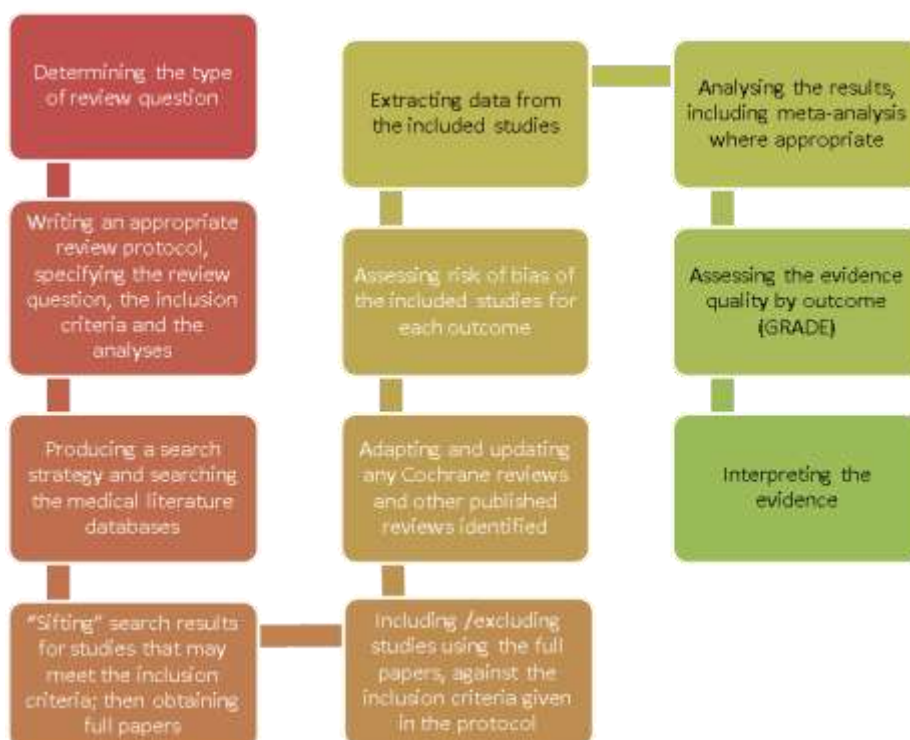 Determining the type
of review question
Writing an appropriate
review protocol,
specifying the review
question, the inclusion
criteria and the
analyses
Producing a search
strategy and searching
the medical literature
databases
"Sifting" search results
for studies that may
meet the inclusion
criteria; then obtaining
full papers
Including /excluding
studies using the full
papers, against the
inclusion criteria given
in the protocol
Adapting and updating
any Cochrane reviews
and other published
reviews identified
Assessing risk of bias of
the included studies for
each outcome
Extracting data from
the included studies
Analysing the results,
including meta-analysis
where appropriate
Assessing the evidence
quality by outcome
(GRADE)
Interpreting the
evidence